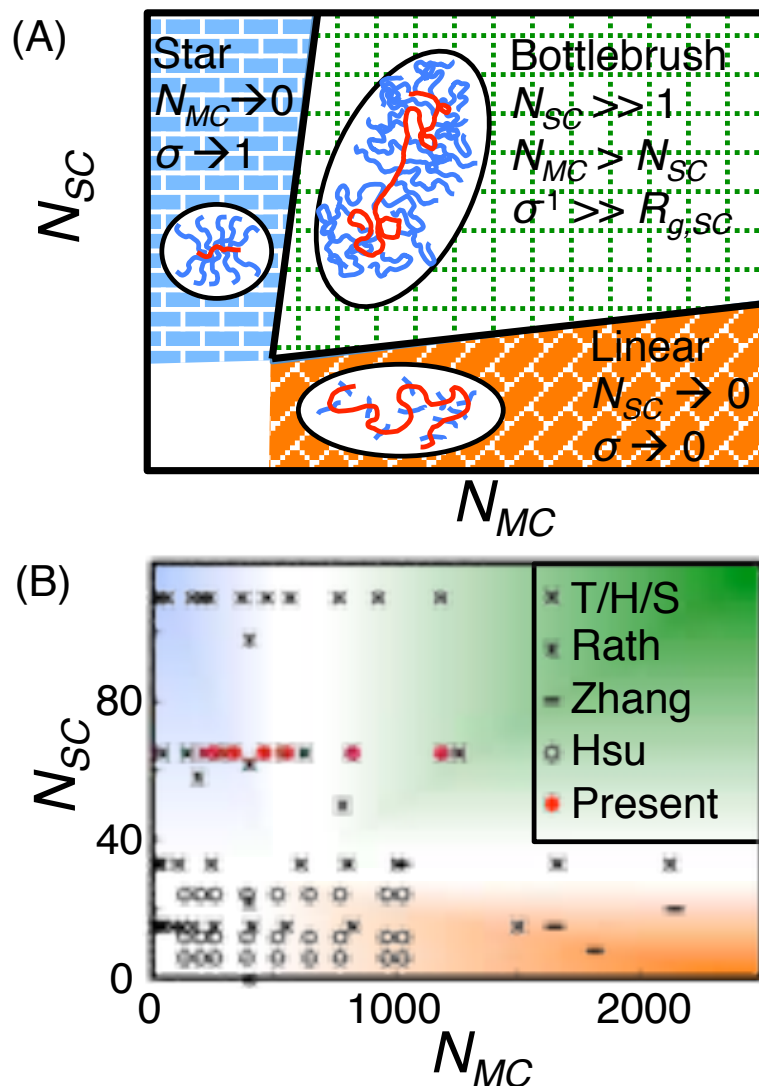 (A)
Star
N_MC → 0
σ → 1
Bottlebrush
N_SC >> 1
N_MC > N_SC
σ⁻¹ >> R_g,SC
Linear
N_SC → 0
σ → 0
N_SC
N_MC
(B)
T/H/S
Rath
Zhang
Hsu
Present
80
40
0
N_SC
0 1000 2000
N_MC